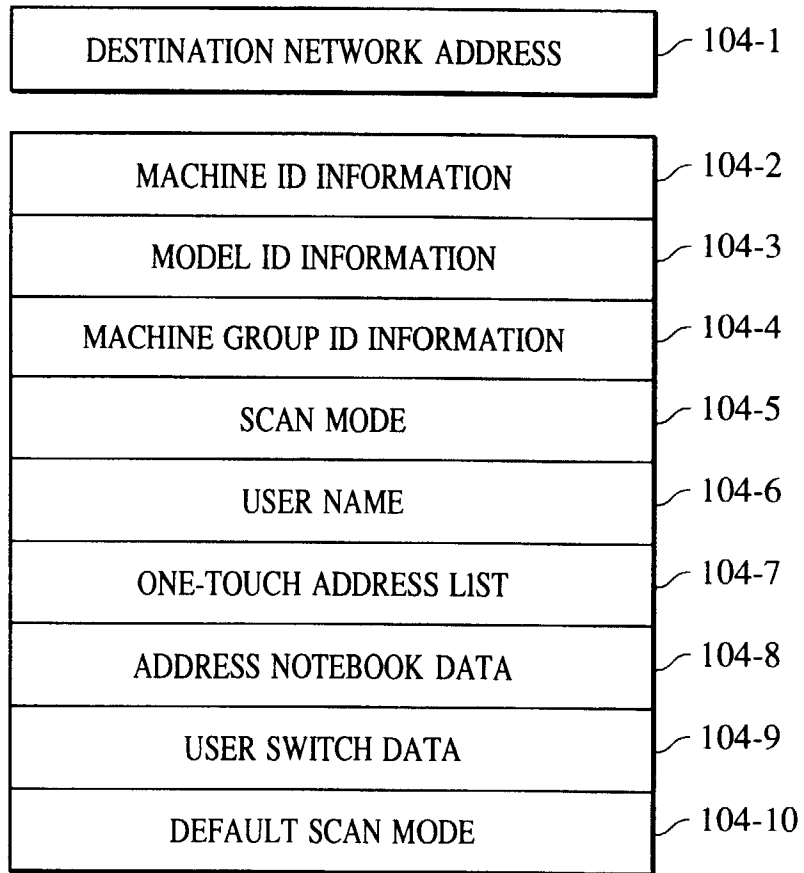 DESTINATION NETWORK ADDRESS 104-1
MACHINE ID INFORMATION 104-2
MODEL ID INFORMATION 104-3
MACHINE GROUP ID INFORMATION 104-4
SCAN MODE 104-5
USER NAME 104-6
ONE-TOUCH ADDRESS LIST 104-7
ADDRESS NOTEBOOK DATA 104-8
USER SWITCH DATA 104-9
DEFAULT SCAN MODE 104-10